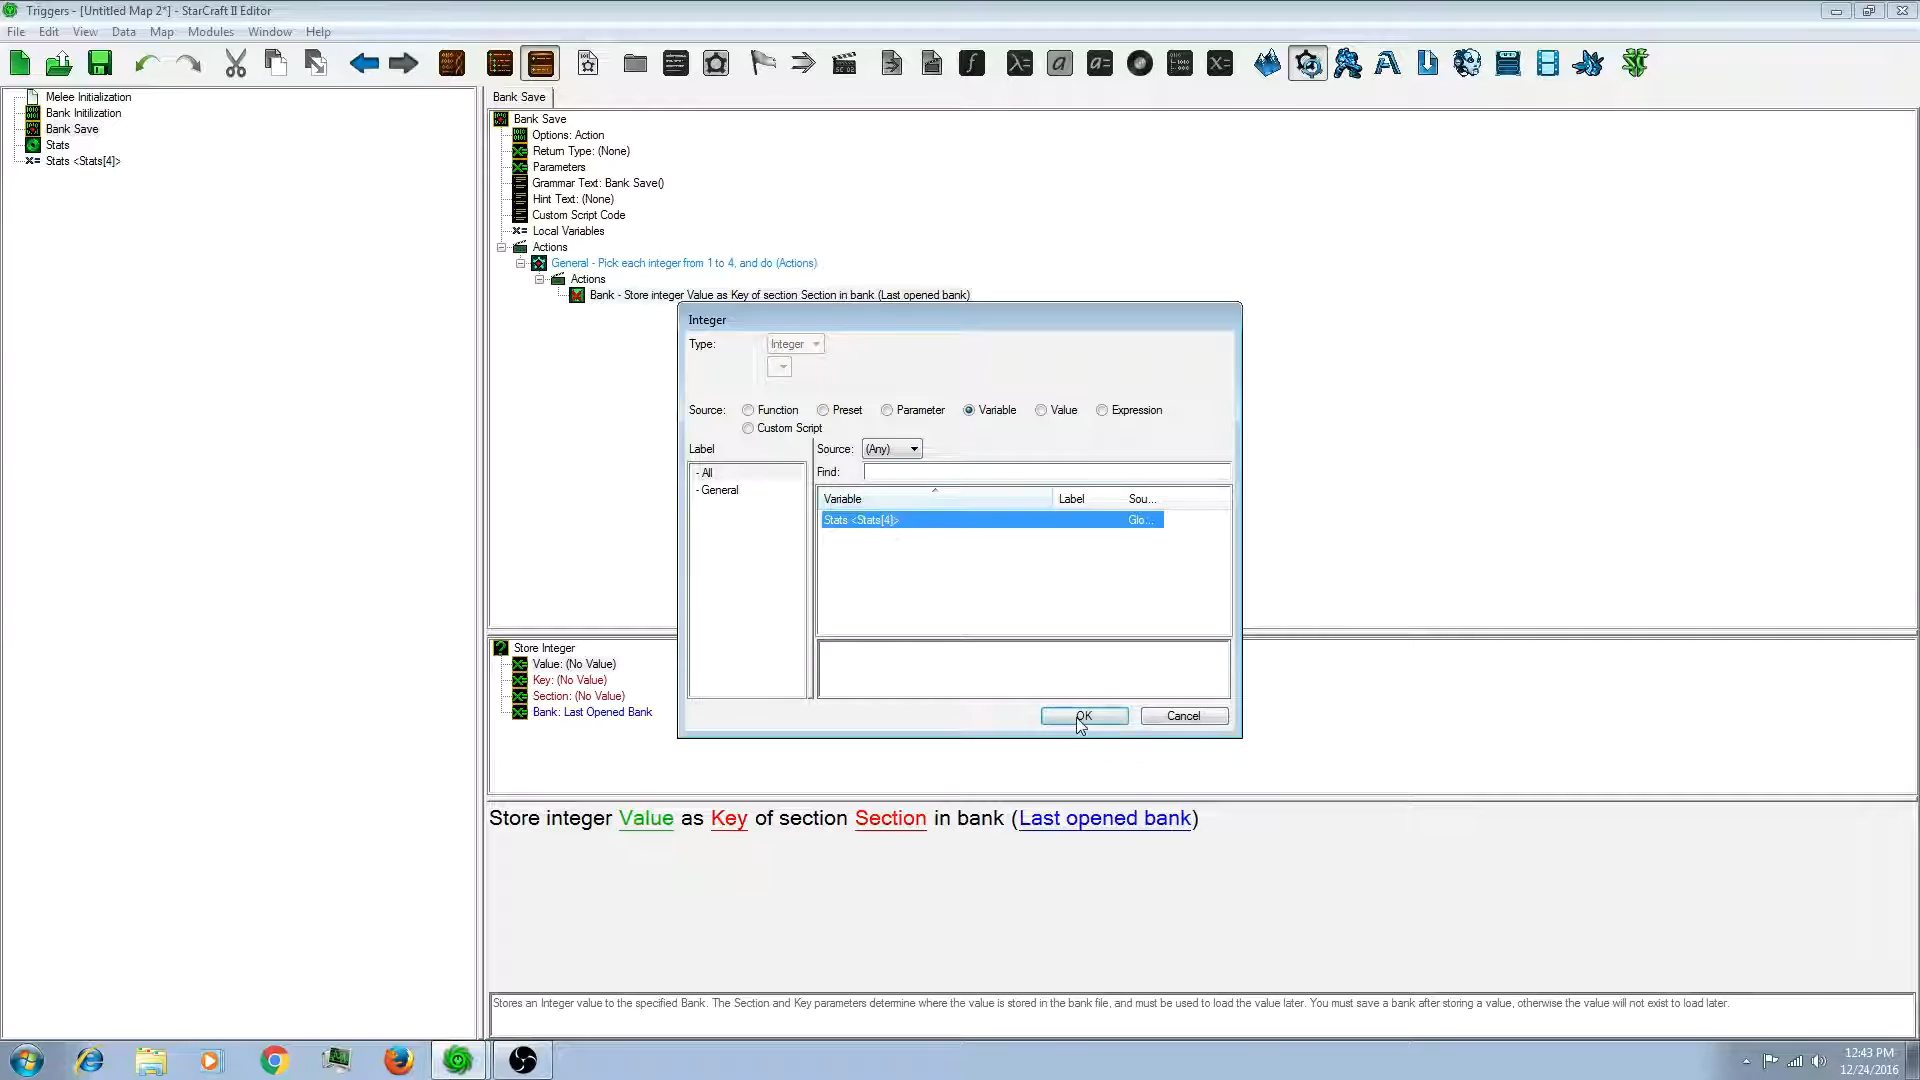 Triggers - [Untitled Map 2*] - StarCraft II Editor
File Edit View Data Map Modules Window Help
Melee Initialization
Bank Initilization
Bank Save
Stats
Stats <Stats[4]>
Bank Save
Bank Save
Options: Action
Return Type: (None)
Parameters
Grammar Text: Bank Save()
Hint Text: (None)
Custom Script Code
Local Variables
Actions
General - Pick each integer from 1 to 4, and do (Actions)
Actions
Bank - Store integer Value as Key of section Section in bank (Last opened bank)
Integer
Type: Integer
Source: Function Preset Parameter Variable Value Expression
Custom Script
Label Source: (Any)
- All
- General
Find:
Variable Label Sou...
Stats <Stats[4]> Glo...
OK Cancel
Store Integer
Value: (No Value)
Key: (No Value)
Section: (No Value)
Bank: Last Opened Bank
Store integer Value as Key of section Section in bank (Last opened bank)
Stores an Integer value to the specified Bank. The Section and Key parameters determine where the value is stored in the bank file, and must be used to load the value later. You must save a bank after storing a value, otherwise the value will not exist to load later.
12:43 PM
12/24/2016